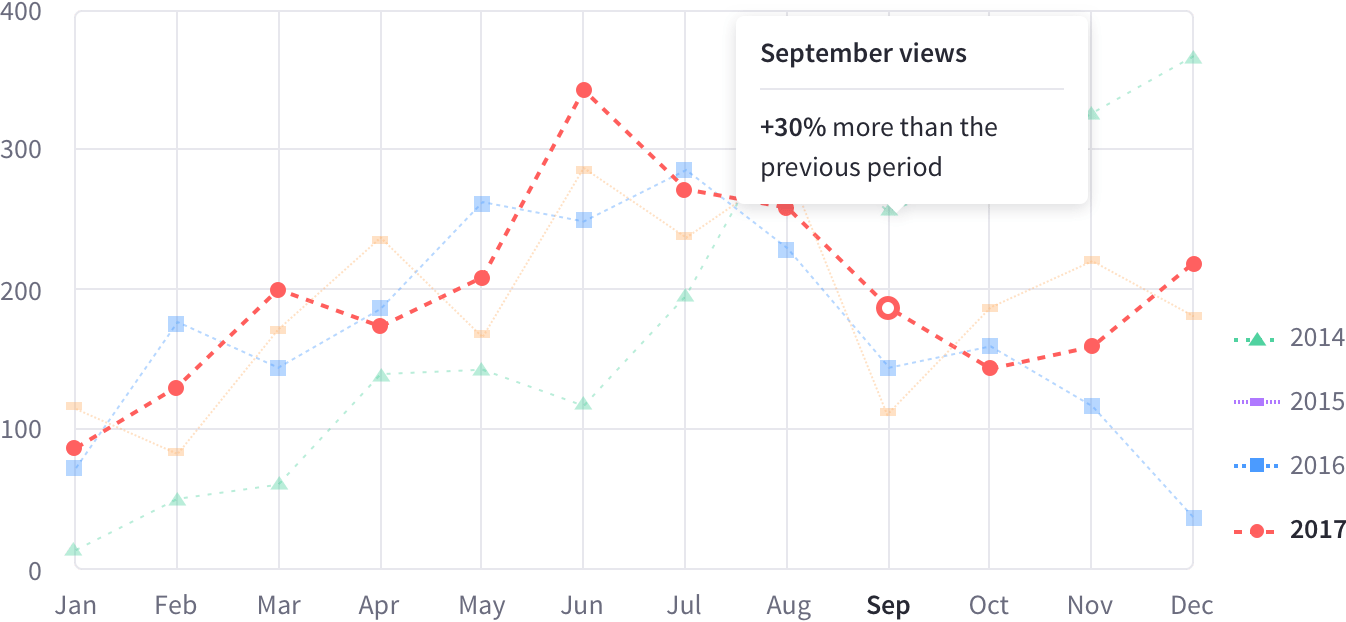 400
300
200
100
0
September views
+30% more than the
previous period
2014
2015
2016
2017
Jan Feb Mar Apr May Jun Jul Aug Sep Oct Nov Dec